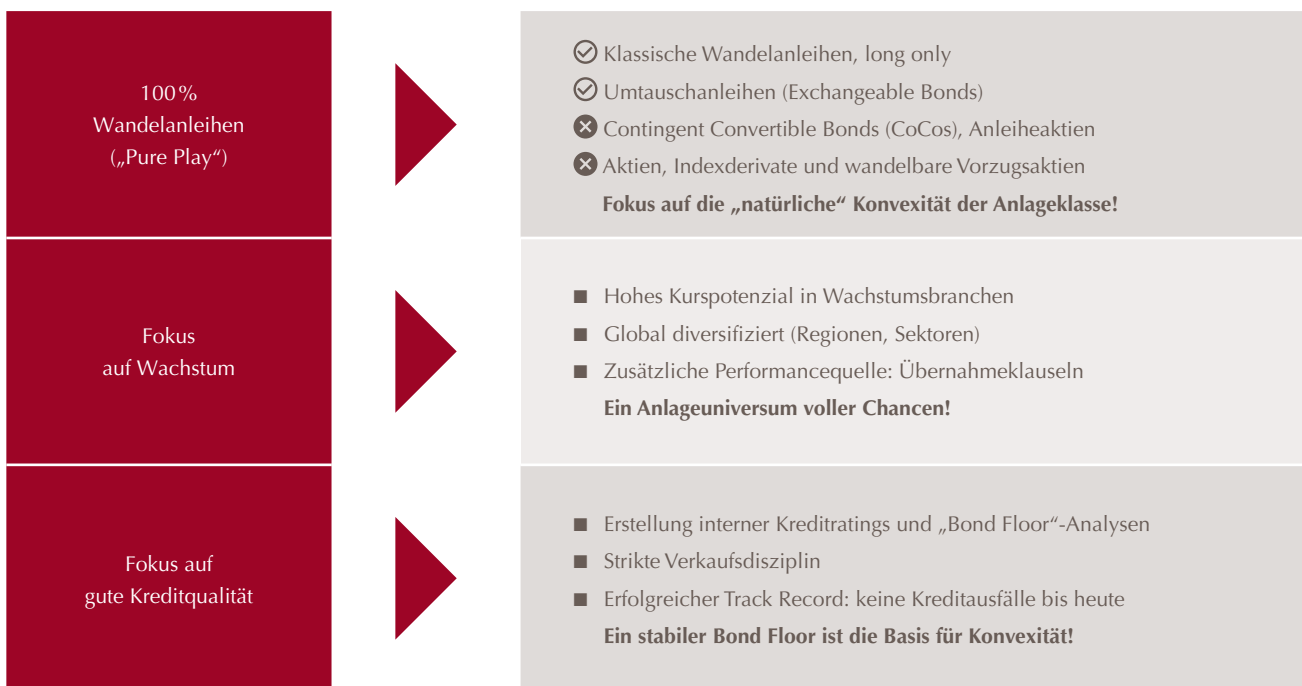 100 %
Wandelanleihen
(„Pure Play“)
Klassische Wandelanleihen, long only
Umtauschanleihen (Exchangeable Bonds)
Contingent Convertible Bonds (CoCos), Anleiheaktien
Aktien, Indexderivate und wandelbare Vorzugsaktien
Fokus auf die „natürliche“ Konvexität der Anlageklasse!
Fokus
auf Wachstum
■ Hohes Kurspotenzial in Wachstumsbranchen
■ Global diversifiziert (Regionen, Sektoren)
■ Zusätzliche Performancequelle: Übernahmeklauseln
Ein Anlageuniversum voller Chancen!
Fokus auf
gute Kreditqualität
■ Erstellung interner Kreditratings und „Bond Floor“-Analysen
■ Strikte Verkaufsdisziplin
■ Erfolgreicher Track Record: keine Kreditausfälle bis heute
Ein stabiler Bond Floor ist die Basis für Konvexität!